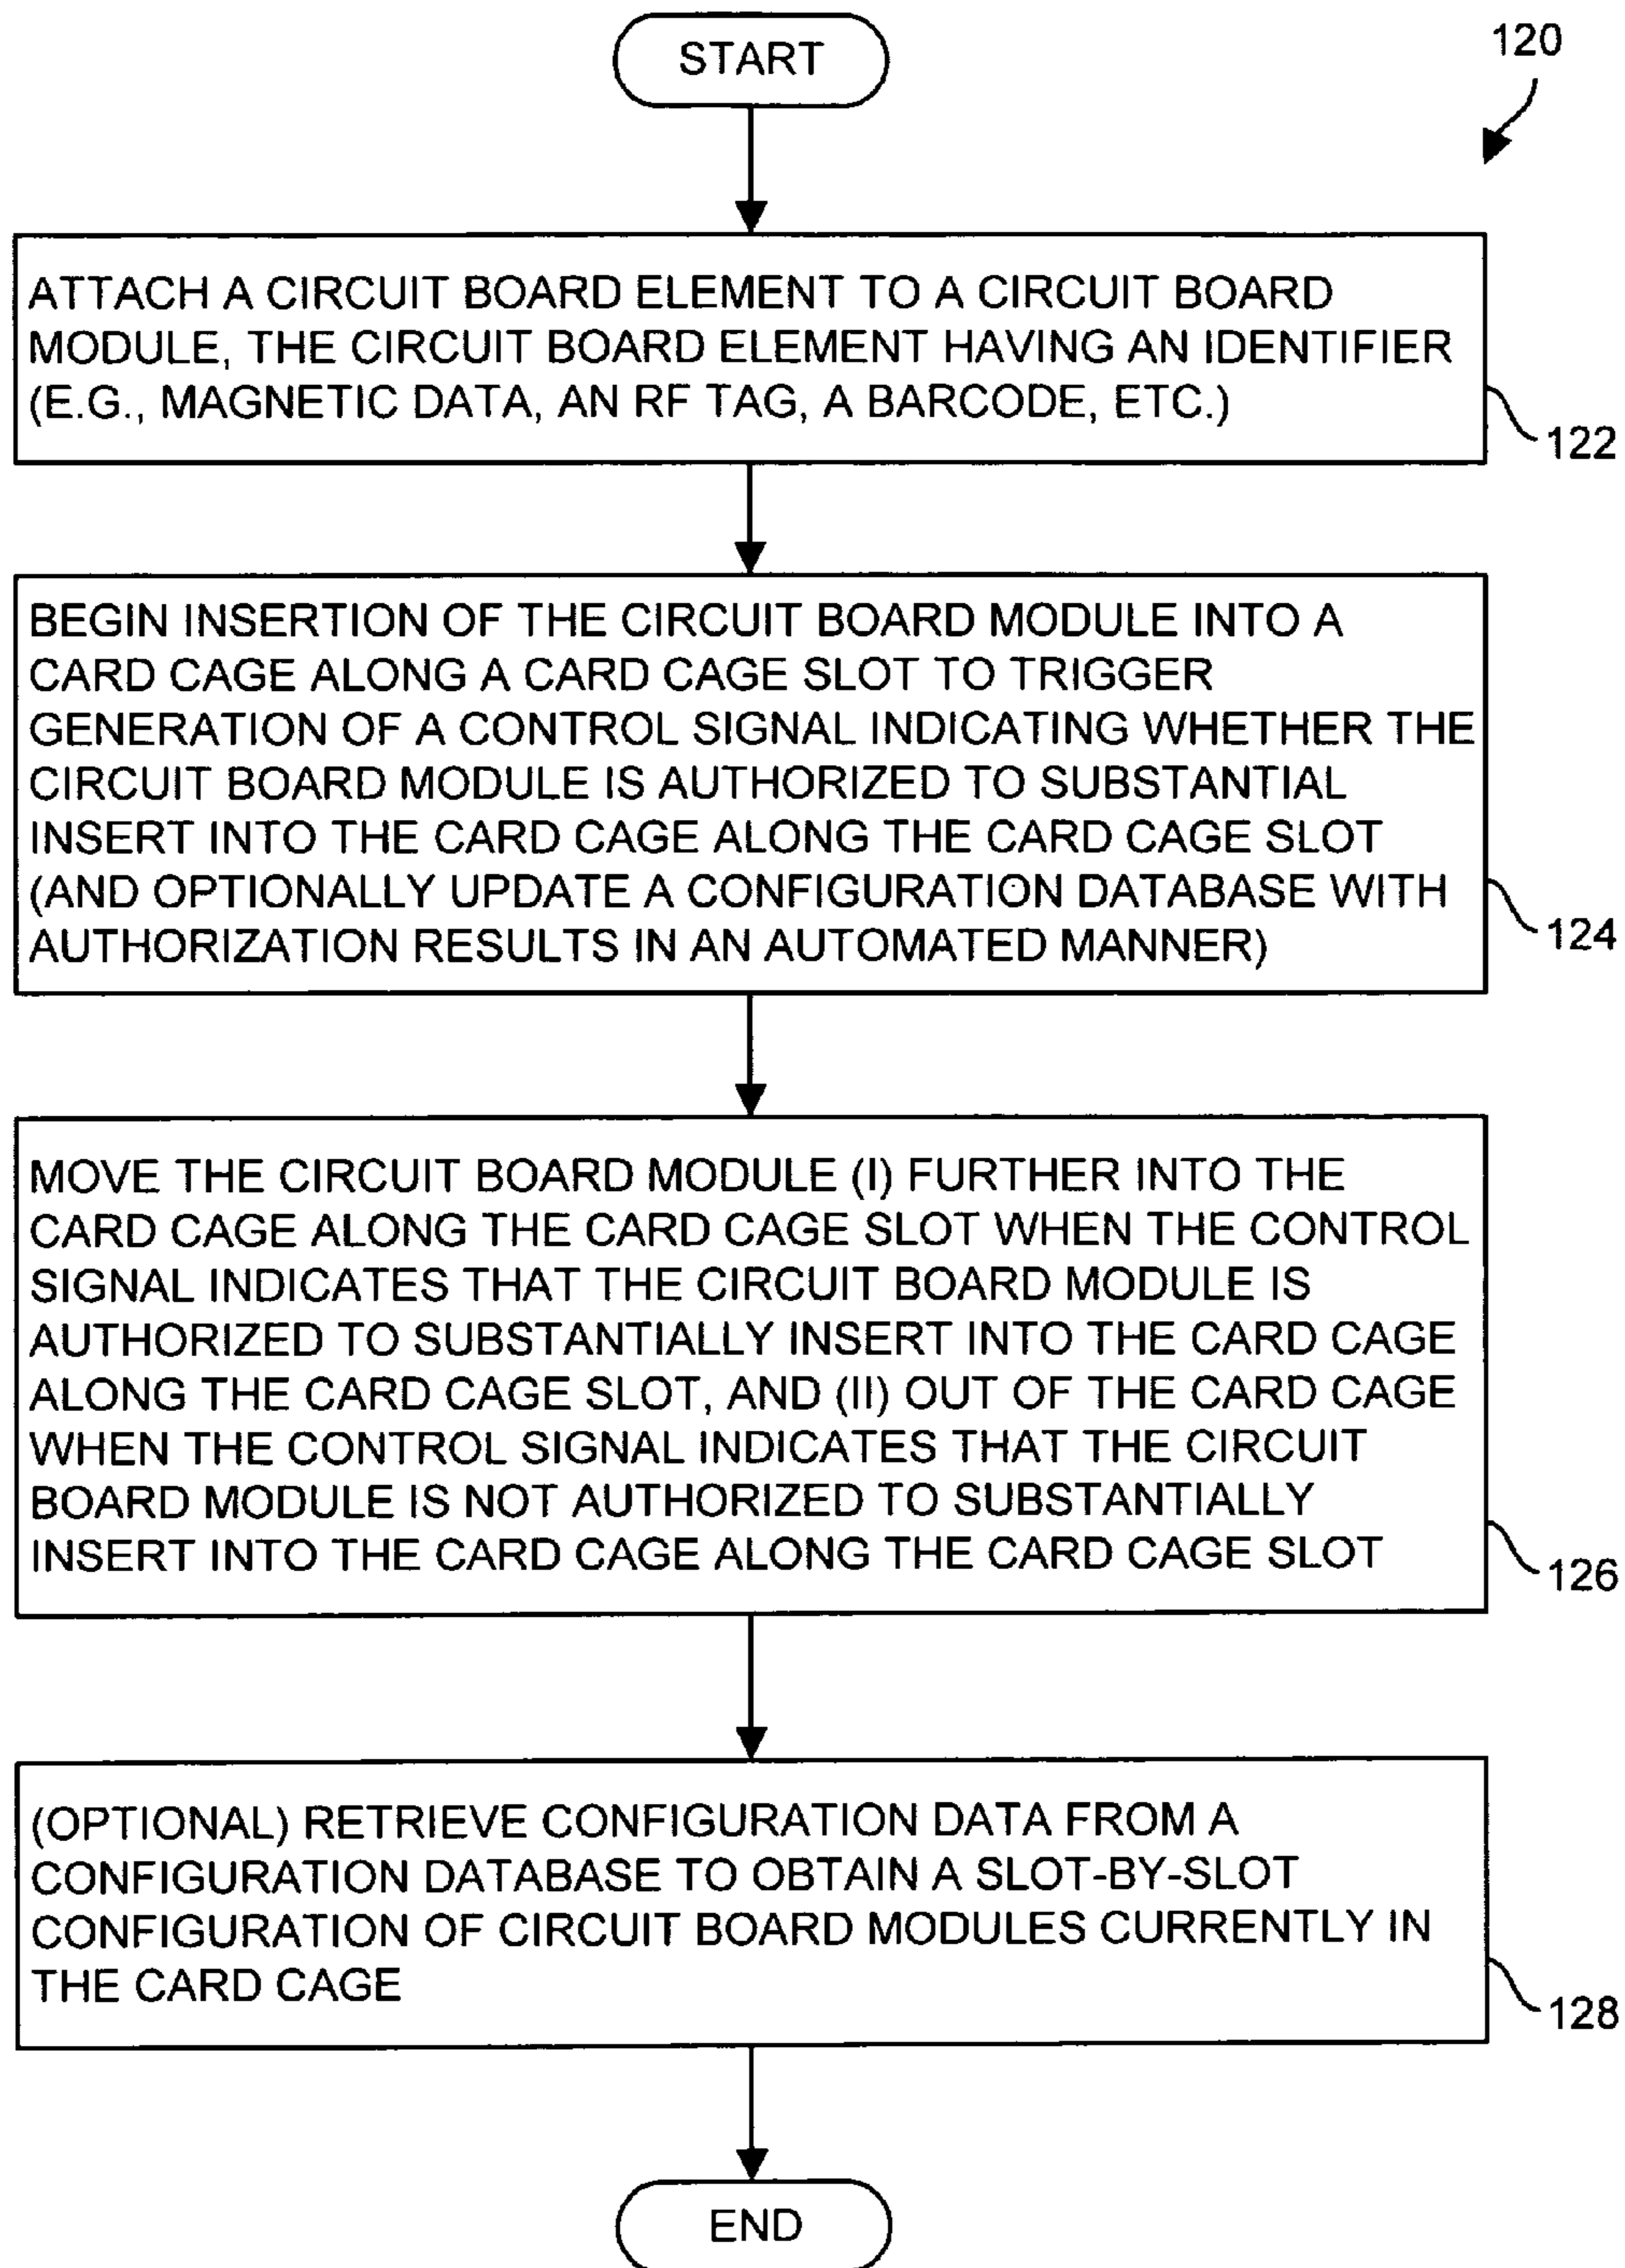 START
120
ATTACH A CIRCUIT BOARD ELEMENT TO A CIRCUIT BOARD
MODULE, THE CIRCUIT BOARD ELEMENT HAVING AN IDENTIFIER
(E.G., MAGNETIC DATA, AN RF TAG, A BARCODE, ETC.)
122
BEGIN INSERTION OF THE CIRCUIT BOARD MODULE INTO A
CARD CAGE ALONG A CARD CAGE SLOT TO TRIGGER
GENERATION OF A CONTROL SIGNAL INDICATING WHETHER THE
CIRCUIT BOARD MODULE IS AUTHORIZED TO SUBSTANTIAL
INSERT INTO THE CARD CAGE ALONG THE CARD CAGE SLOT
(AND OPTIONALLY UPDATE A CONFIGURATION DATABASE WITH
AUTHORIZATION RESULTS IN AN AUTOMATED MANNER)
124
MOVE THE CIRCUIT BOARD MODULE (I) FURTHER INTO THE
CARD CAGE ALONG THE CARD CAGE SLOT WHEN THE CONTROL
SIGNAL INDICATES THAT THE CIRCUIT BOARD MODULE IS
AUTHORIZED TO SUBSTANTIALLY INSERT INTO THE CARD CAGE
ALONG THE CARD CAGE SLOT, AND (II) OUT OF THE CARD CAGE
WHEN THE CONTROL SIGNAL INDICATES THAT THE CIRCUIT
BOARD MODULE IS NOT AUTHORIZED TO SUBSTANTIALLY
INSERT INTO THE CARD CAGE ALONG THE CARD CAGE SLOT
126
(OPTIONAL) RETRIEVE CONFIGURATION DATA FROM A
CONFIGURATION DATABASE TO OBTAIN A SLOT-BY-SLOT
CONFIGURATION OF CIRCUIT BOARD MODULES CURRENTLY IN
THE CARD CAGE
128
END